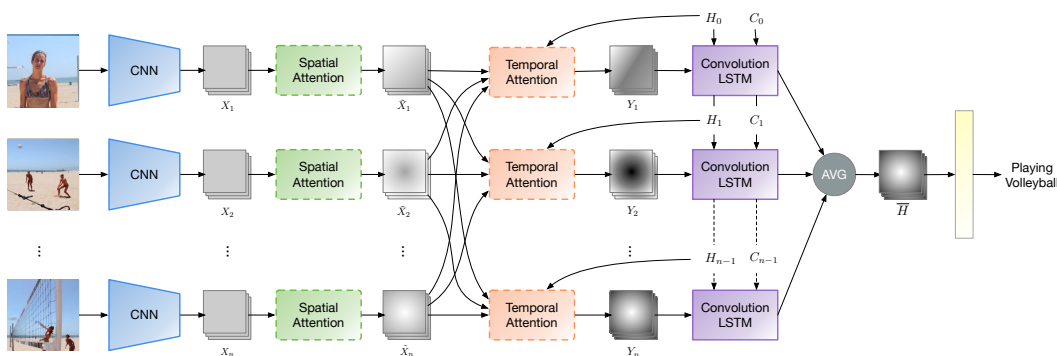 H₀ C₀
CNN
Spatial
Attention
Temporal
Attention
Convolution
LSTM
X₁
X̃₁
Y₁
H₁ C₁
CNN
Spatial
Attention
Temporal
Attention
Convolution
LSTM
AVG
Playing
Volleyball
X₂
X̃₂
Y₂
H̅
... ... ...
Hₙ₋₁ Cₙ₋₁
CNN
Spatial
Attention
Temporal
Attention
Convolution
LSTM
Xₙ
X̃ₙ
Yₙ